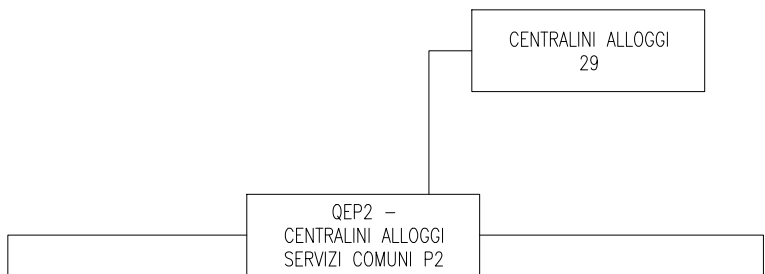 CENTRALINI ALLOGGI
29
QEP2 –
CENTRALINI ALLOGGI
SERVIZI COMUNI P2